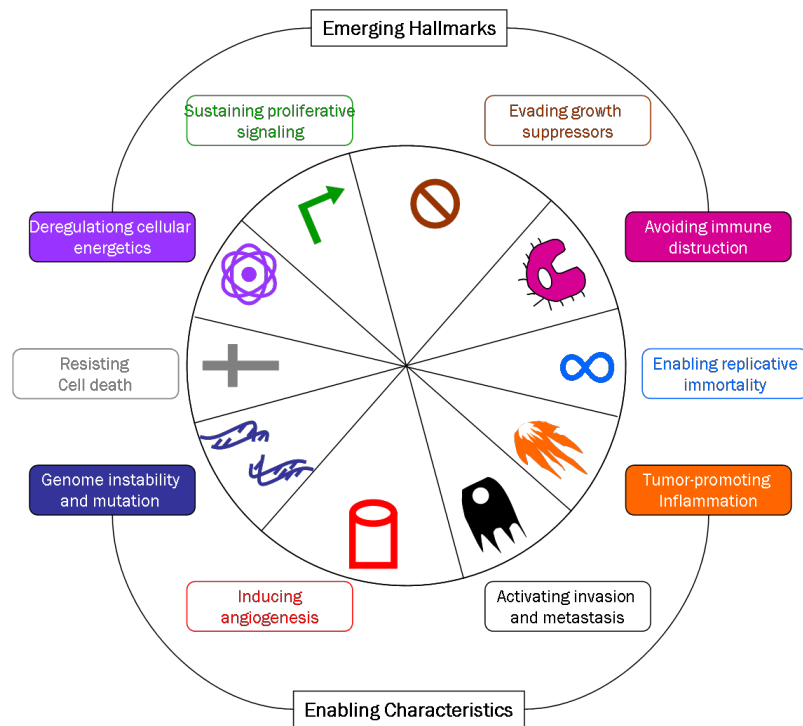 Emerging Hallmarks
Sustaining proliferative
signaling
Evading growth
suppressors
Deregulationg cellular
energetics
Avoiding immune
distruction
Resisting
Cell death
Enabling replicative
immortality
Genome instability
and mutation
Tumor-promoting
Inflammation
Inducing
angiogenesis
Activating invasion
and metastasis
Enabling Characteristics